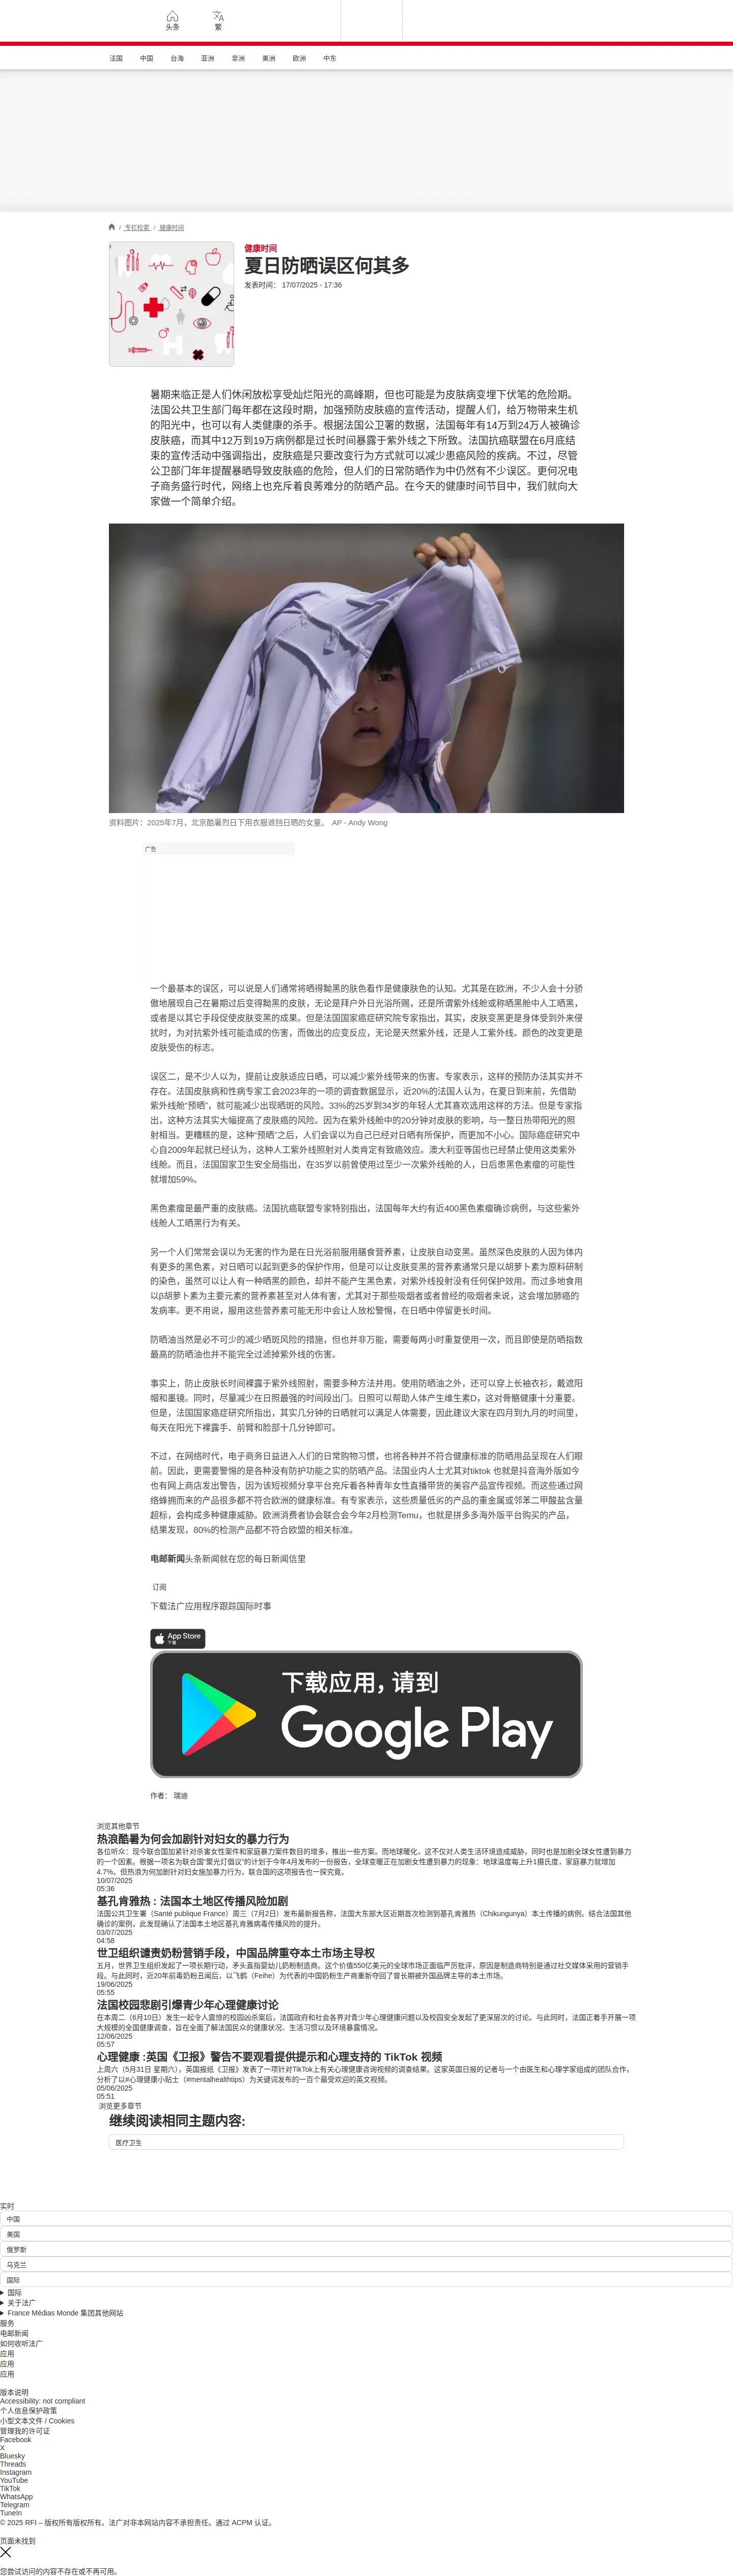 头条
繁
法国 中国 台海 亚洲 非洲 美洲 欧洲 中东
/ 专栏检索 / 健康时间
健康时间
夏日防晒误区何其多
发表时间： 17/07/2025 - 17:36
暑期来临正是人们休闲放松享受灿烂阳光的高峰期，但也可能是为皮肤病变埋下伏笔的危险期。
法国公共卫生部门每年都在这段时期，加强预防皮肤癌的宣传活动，提醒人们，给万物带来生机
的阳光中，也可以有人类健康的杀手。根据法国公卫署的数据，法国每年有14万到24万人被确诊
皮肤癌，而其中12万到19万病例都是过长时间暴露于紫外线之下所致。法国抗癌联盟在6月底结
束的宣传活动中强调指出，皮肤癌是只要改变行为方式就可以减少患癌风险的疾病。不过，尽管
公卫部门年年提醒暴晒导致皮肤癌的危险，但人们的日常防晒作为中仍然有不少误区。更何况电
子商务盛行时代，网络上也充斥着良莠难分的防晒产品。在今天的健康时间节目中，我们就向大
家做一个简单介绍。
资料图片：2025年7月，北京酷暑烈日下用衣服遮挡日晒的女童。 AP - Andy Wong
广告
一个最基本的误区，可以说是人们通常将晒得黝黑的肤色看作是健康肤色的认知。尤其是在欧洲，不少人会十分骄
傲地展现自己在暑期过后变得黝黑的皮肤，无论是拜户外日光浴所赐，还是所谓紫外线舱或称晒黑舱中人工晒黑，
或者是以其它手段促使皮肤变黑的成果。但是法国国家癌症研究院专家指出，其实，皮肤变黑更是身体受到外来侵
扰时，为对抗紫外线可能造成的伤害，而做出的应变反应，无论是天然紫外线，还是人工紫外线。颜色的改变更是
皮肤受伤的标志。
误区二，是不少人以为，提前让皮肤适应日晒，可以减少紫外线带来的伤害。专家表示，这样的预防办法其实并不
存在。法国皮肤病和性病专家工会2023年的一项的调查数据显示，近20%的法国人认为，在夏日到来前，先借助
紫外线舱“预晒”，就可能减少出现晒斑的风险。33%的25岁到34岁的年轻人尤其喜欢选用这样的方法。但是专家指
出，这种方法其实大幅提高了皮肤癌的风险。因为在紫外线舱中的20分钟对皮肤的影响，与一整日热带阳光的照
射相当。更糟糕的是，这种“预晒”之后，人们会误以为自己已经对日晒有所保护，而更加不小心。国际癌症研究中
心自2009年起就已经认为，这种人工紫外线照射对人类肯定有致癌效应。澳大利亚等国也已经禁止使用这类紫外
线舱。而且，法国国家卫生安全局指出，在35岁以前曾使用过至少一次紫外线舱的人，日后患黑色素瘤的可能性
就增加59%。
黑色素瘤是最严重的皮肤癌。法国抗癌联盟专家特别指出，法国每年大约有近400黑色素瘤确诊病例，与这些紫外
线舱人工晒黑行为有关。
另一个人们常常会误以为无害的作为是在日光浴前服用膳食营养素，让皮肤自动变黑。虽然深色皮肤的人因为体内
有更多的黑色素，对日晒可以起到更多的保护作用，但是可以让皮肤变黑的营养素通常只是以胡萝卜素为原料研制
的染色，虽然可以让人有一种晒黑的颜色，却并不能产生黑色素，对紫外线投射没有任何保护效用。而过多地食用
以β胡萝卜素为主要元素的营养素甚至对人体有害，尤其对于那些吸烟者或者曾经的吸烟者来说，这会增加肺癌的
发病率。更不用说，服用这些营养素可能无形中会让人放松警惕，在日晒中停留更长时间。
防晒油当然是必不可少的减少晒斑风险的措施，但也并非万能，需要每两小时重复使用一次，而且即使是防晒指数
最高的防晒油也并不能完全过滤掉紫外线的伤害。
事实上，防止皮肤长时间裸露于紫外线照射，需要多种方法并用。使用防晒油之外，还可以穿上长袖衣衫，戴遮阳
帽和墨镜。同时，尽量减少在日照最强的时间段出门。日照可以帮助人体产生维生素D，这对骨骼健康十分重要。
但是，法国国家癌症研究所指出，其实几分钟的日晒就可以满足人体需要，因此建议大家在四月到九月的时间里，
每天在阳光下裸露手、前臂和脸部十几分钟即可。
不过，在网络时代，电子商务日益进入人们的日常购物习惯，也将各种并不符合健康标准的防晒用品呈现在人们眼
前。因此，更需要警惕的是各种没有防护功能之实的防晒产品。法国业内人士尤其对tiktok 也就是抖音海外版如今
也有网上商店发出警告，因为该短视频分享平台充斥着各种青年女性直播带货的美容产品宣传视频。而这些通过网
络蜂拥而来的产品很多都不符合欧洲的健康标准。有专家表示，这些质量低劣的产品的重金属或邻苯二甲酸盐含量
超标，会构成多种健康威胁。欧洲消费者协会联合会今年2月检测Temu，也就是拼多多海外版平台购买的产品，
结果发现，80%的检测产品都不符合欧盟的相关标准。
电邮新闻头条新闻就在您的每日新闻信里
订阅
下载法广应用程序跟踪国际时事
App Store
下载
下载应用，请到
Google Play
作者： 瑞迪
浏览其他章节
热浪酷暑为何会加剧针对妇女的暴力行为
各位听众：现今联合国加紧针对杀害女性案件和家庭暴力案件数目的增多，推出一些方案。而地球暖化，这不仅对人类生活环境造成威胁，同时也是加剧全球女性遭到暴力
的一个因素。根据一项名为联合国“聚光灯倡议”的计划于今年4月发布的一份报告，全球变暖正在加剧女性遭到暴力的现象：地球温度每上升1摄氏度，家庭暴力就增加
4.7%。但热浪为何加剧针对妇女施加暴力行为，联合国的这项报告也一探究竟。
10/07/2025
05:36
基孔肯雅热 : 法国本土地区传播风险加剧
法国公共卫生署（Santé publique France）周三（7月2日）发布最新报告称，法国大东部大区近期首次检测到基孔肯雅热（Chikungunya）本土传播的病例。结合法国其他
确诊的案例，此发现确认了法国本土地区基孔肯雅病毒传播风险的提升。
03/07/2025
04:58
世卫组织谴责奶粉营销手段，中国品牌重夺本土市场主导权
五月，世界卫生组织发起了一项长期行动，矛头直指婴幼儿奶粉制造商。这个价值550亿美元的全球市场正面临严厉批评，原因是制造商特别是通过社交媒体采用的营销手
段。与此同时，近20年前毒奶粉丑闻后，以飞鹤（Feihe）为代表的中国奶粉生产商重新夺回了曾长期被外国品牌主导的本土市场。
19/06/2025
05:55
法国校园悲剧引爆青少年心理健康讨论
在本周二（6月10日）发生一起令人震惊的校园凶杀案后，法国政府和社会各界对青少年心理健康问题以及校园安全发起了更深层次的讨论。与此同时，法国正着手开展一项
大规模的全国健康调查，旨在全面了解法国民众的健康状况、生活习惯以及环境暴露情况。
12/06/2025
05:57
心理健康 :英国《卫报》警告不要观看提供提示和心理支持的 TikTok 视频
上周六（5月31日 星期六），英国报纸《卫报》发表了一项针对TikTok上有关心理健康咨询视频的调查结果。这家英国日报的记者与一个由医生和心理学家组成的团队合作，
分析了以#心理健康小贴士（#mentalhealthtips）为关键词发布的一百个最受欢迎的英文视频。
05/06/2025
05:51
浏览更多章节
继续阅读相同主题内容:
医疗卫生
实时
中国
美国
俄罗斯
乌克兰
国际
国际
关于法广
France Médias Monde 集团其他网站
服务
电邮新闻
如何收听法广
应用
应用
应用
版本说明
Accessibility: not compliant
个人信息保护政策
小型文本文件 / Cookies
管理我的许可证
Facebook
X
Bluesky
Threads
Instagram
YouTube
TikTok
WhatsApp
Telegram
TuneIn
© 2025 RFI – 版权所有版权所有。法广对非本网站内容不承担责任。通过 ACPM 认证。
页面未找到
您尝试访问的内容不存在或不再可用。